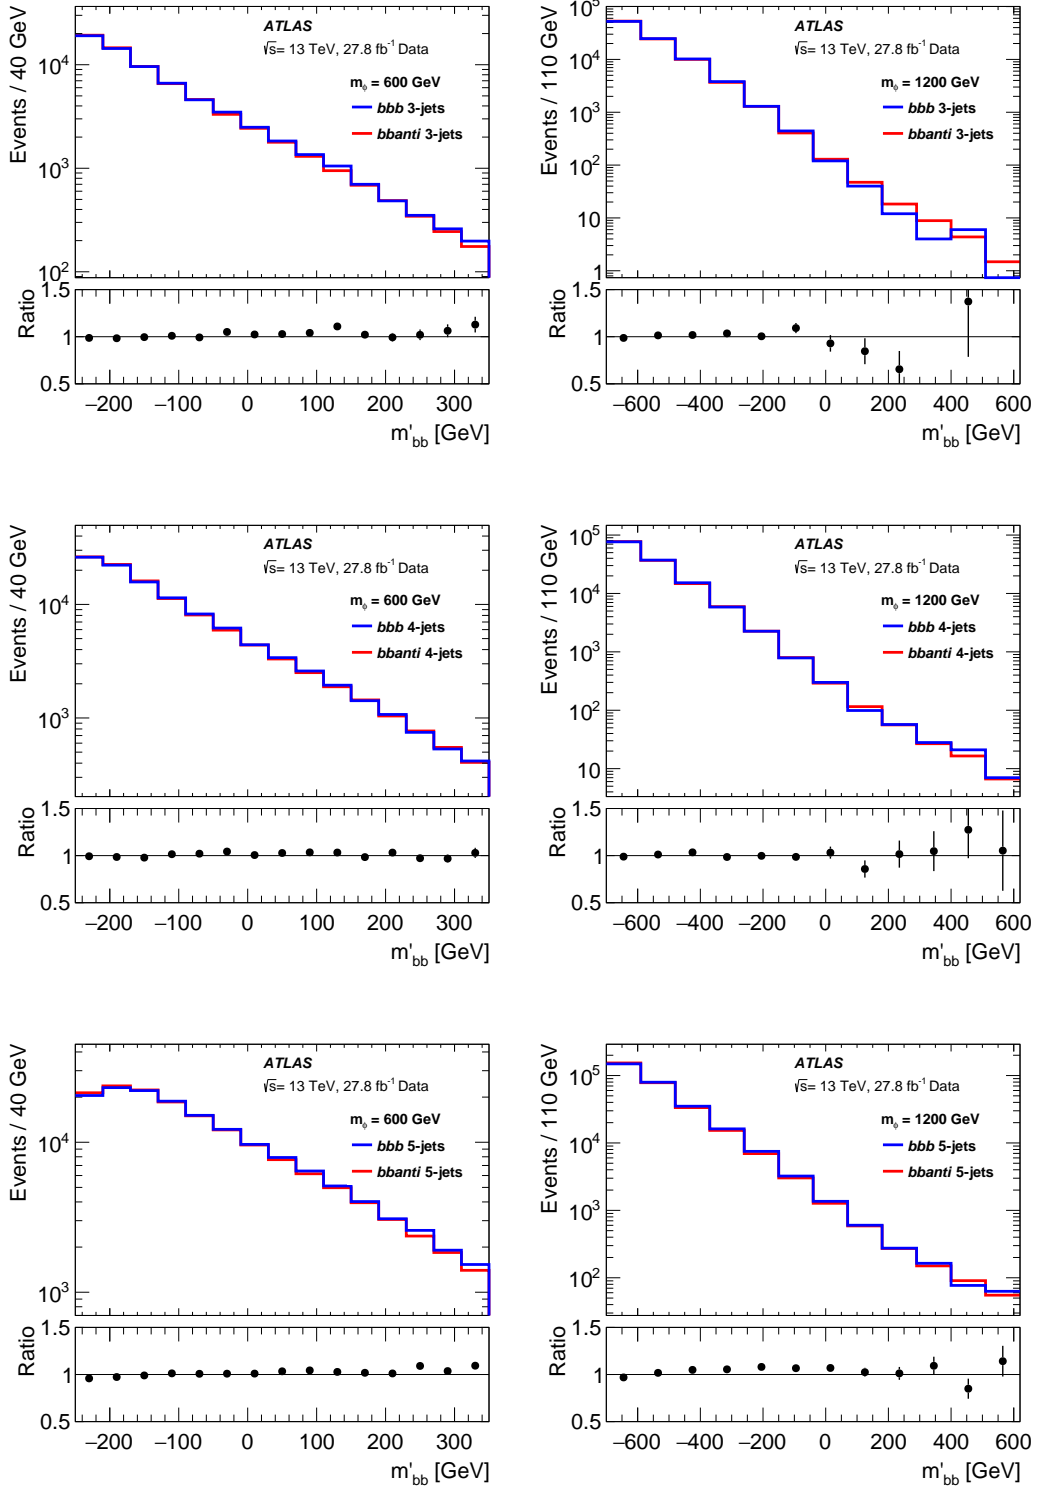 Events / 40 GeV
10⁴
10³
10²
ATLAS
√s= 13 TeV, 27.8 fb⁻¹ Data
m_ϕ = 600 GeV
bbb 3-jets
bbanti 3-jets
Ratio
1.5
1
0.5
−200 −100 0 100 200 300
m'_bb [GeV]
Events / 110 GeV
10⁵
10⁴
10³
10²
10
1
ATLAS
√s= 13 TeV, 27.8 fb⁻¹ Data
m_ϕ = 1200 GeV
bbb 3-jets
bbanti 3-jets
Ratio
1.5
1
0.5
−600 −400 −200 0 200 400 600
m'_bb [GeV]
Events / 40 GeV
10⁴
10³
ATLAS
√s= 13 TeV, 27.8 fb⁻¹ Data
m_ϕ = 600 GeV
bbb 4-jets
bbanti 4-jets
Ratio
1.5
1
0.5
−200 −100 0 100 200 300
m'_bb [GeV]
Events / 110 GeV
10⁵
10⁴
10³
10²
10
ATLAS
√s= 13 TeV, 27.8 fb⁻¹ Data
m_ϕ = 1200 GeV
bbb 4-jets
bbanti 4-jets
Ratio
1.5
1
0.5
−600 −400 −200 0 200 400 600
m'_bb [GeV]
Events / 40 GeV
10⁴
10³
ATLAS
√s= 13 TeV, 27.8 fb⁻¹ Data
m_ϕ = 600 GeV
bbb 5-jets
bbanti 5-jets
Ratio
1.5
1
0.5
−200 −100 0 100 200 300
m'_bb [GeV]
Events / 110 GeV
10⁵
10⁴
10³
10²
ATLAS
√s= 13 TeV, 27.8 fb⁻¹ Data
m_ϕ = 1200 GeV
bbb 5-jets
bbanti 5-jets
Ratio
1.5
1
0.5
−600 −400 −200 0 200 400 600
m'_bb [GeV]